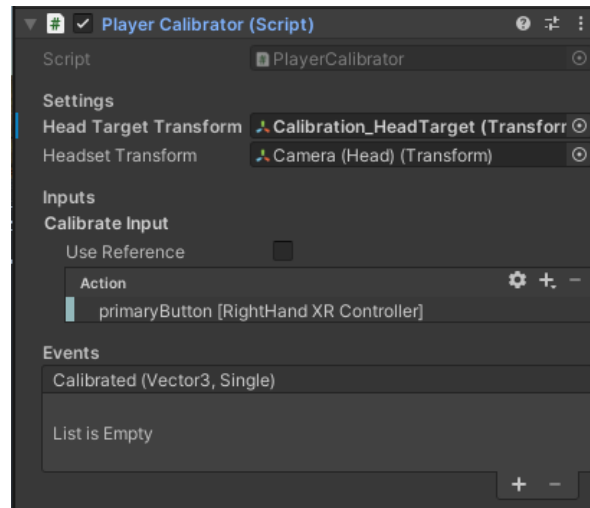 Player Calibrator (Script)
Script PlayerCalibrator
Settings
Head Target Transform Calibration_HeadTarget (Transforr
Headset Transform Camera (Head) (Transform)
Inputs
Calibrate Input
Use Reference
Action
primaryButton [RightHand XR Controller]
Events
Calibrated (Vector3, Single)
List is Empty